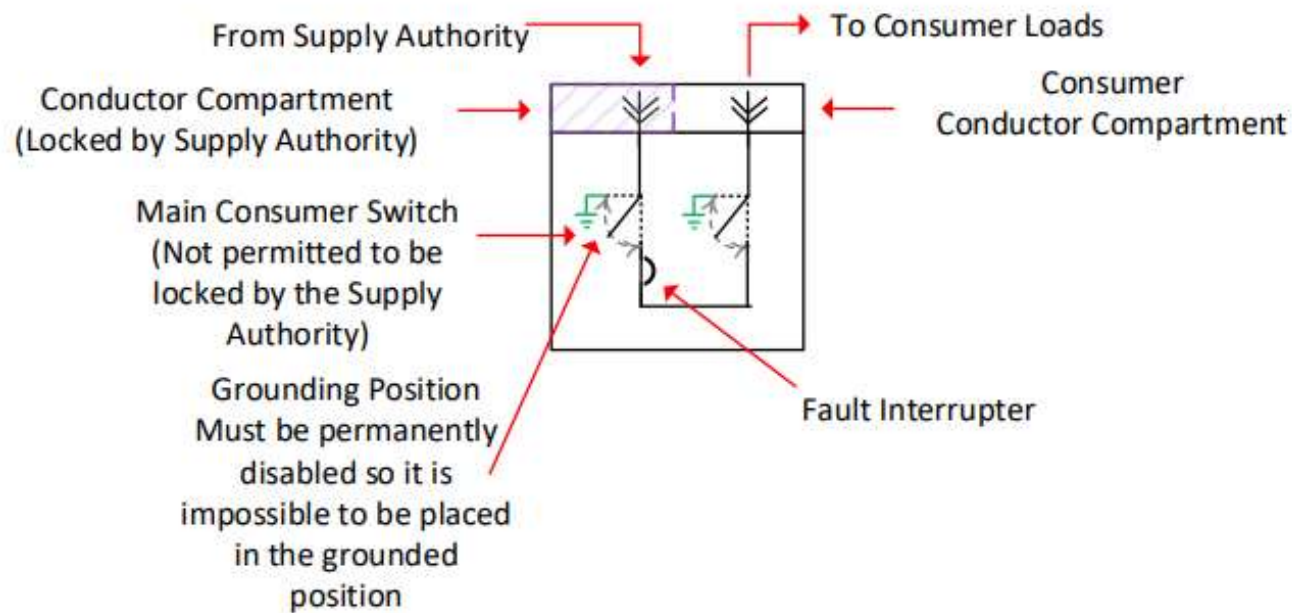 From Supply Authority
To Consumer Loads
Conductor Compartment
(Locked by Supply Authority)
Consumer
Conductor Compartment
Main Consumer Switch
(Not permitted to be
locked by the Supply
Authority)
Grounding Position
Must be permanently
disabled so it is
impossible to be placed
in the grounded
position
Fault Interrupter